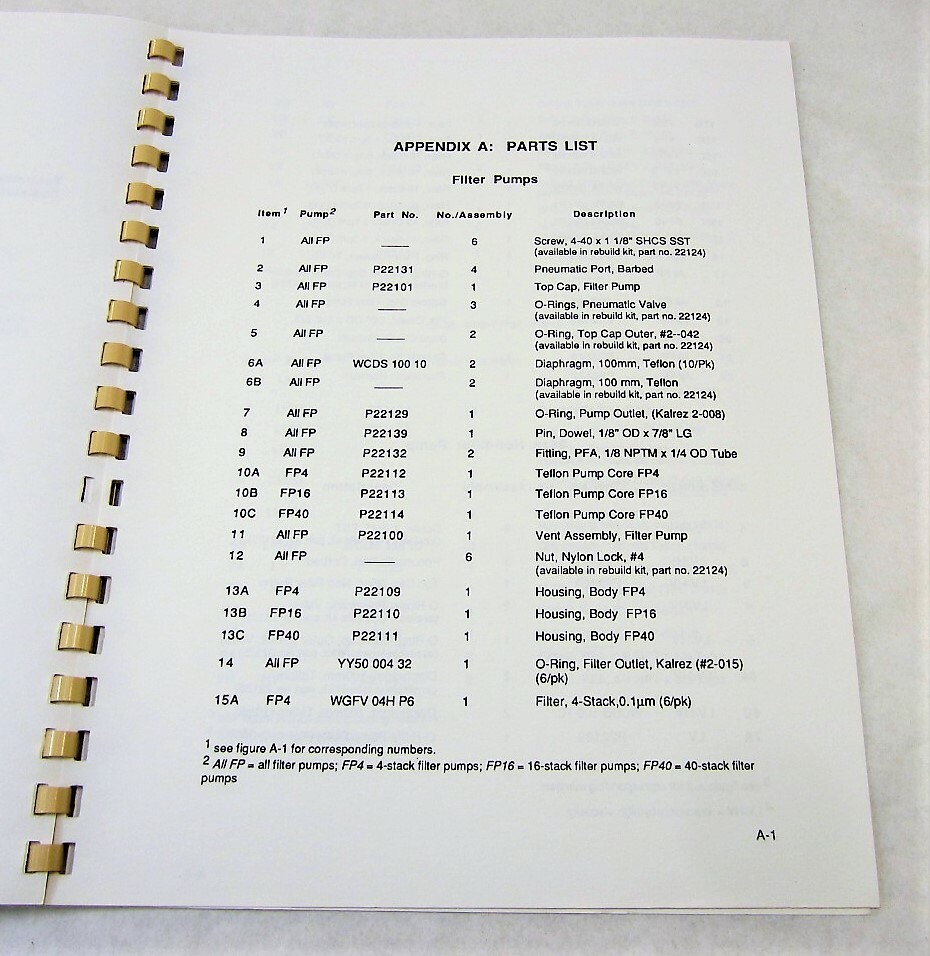 APPENDIX A: PARTS LIST
Filter Pumps
Item1 Pump2 Part No. No./Assembly Description
1 All FP ____ 6 Screw, 4-40 x 1 1/8" SHCS SST
(available in rebuild kit, part no. 22124)
2 All FP P22131 4 Pneumatic Port, Barbed
3 All FP P22101 1 Top Cap, Filter Pump
4 All FP ____ 3 O-Rings, Pneumatic Valve
(available in rebuild kit, part no. 22124)
5 All FP ____ 2 O-Ring, Top Cap Outer, #2--042
(available in rebuild kit, part no. 22124)
6A All FP WCDS 100 10 2 Diaphragm, 100mm, Teflon (10/Pk)
6B All FP ____ 2 Diaphragm, 100 mm, Teflon
(available in rebuild kit, part no. 22124)
7 All FP P22129 1 O-Ring, Pump Outlet, (Kalrez 2-008)
8 All FP P22139 1 Pin, Dowel, 1/8" OD x 7/8" LG
9 All FP P22132 2 Fitting, PFA, 1/8 NPTM x 1/4 OD Tube
10A FP4 P22112 1 Teflon Pump Core FP4
10B FP16 P22113 1 Teflon Pump Core FP16
10C FP40 P22114 1 Teflon Pump Core FP40
11 All FP P22100 1 Vent Assembly, Filter Pump
12 All FP ____ 6 Nut, Nylon Lock, #4
(available in rebuild kit, part no. 22124)
13A FP4 P22109 1 Housing, Body FP4
13B FP16 P22110 1 Housing, Body FP16
13C FP40 P22111 1 Housing, Body FP40
14 All FP YY50 004 32 1 O-Ring, Filter Outlet, Kalrez (#2-015)
(6/pk)
15A FP4 WGFV 04H P6 1 Filter, 4-Stack,0.1µm (6/pk)
1 see figure A-1 for corresponding numbers.
2 All FP = all filter pumps; FP4 = 4-stack filter pumps; FP16 = 16-stack filter pumps; FP40 = 40-stack filter
pumps
A-1